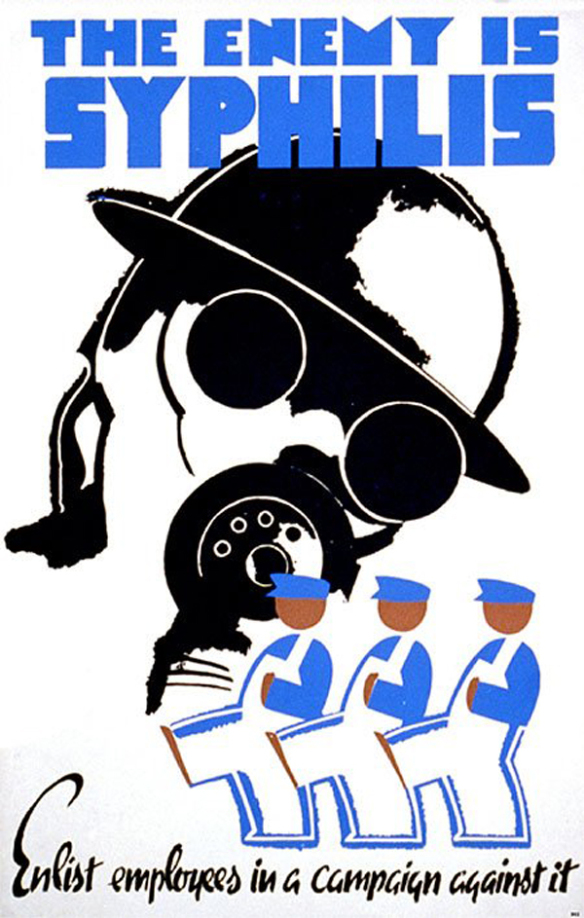 THE ENEMY IS
SYPHILIS
Enlist employees in a campaign against it